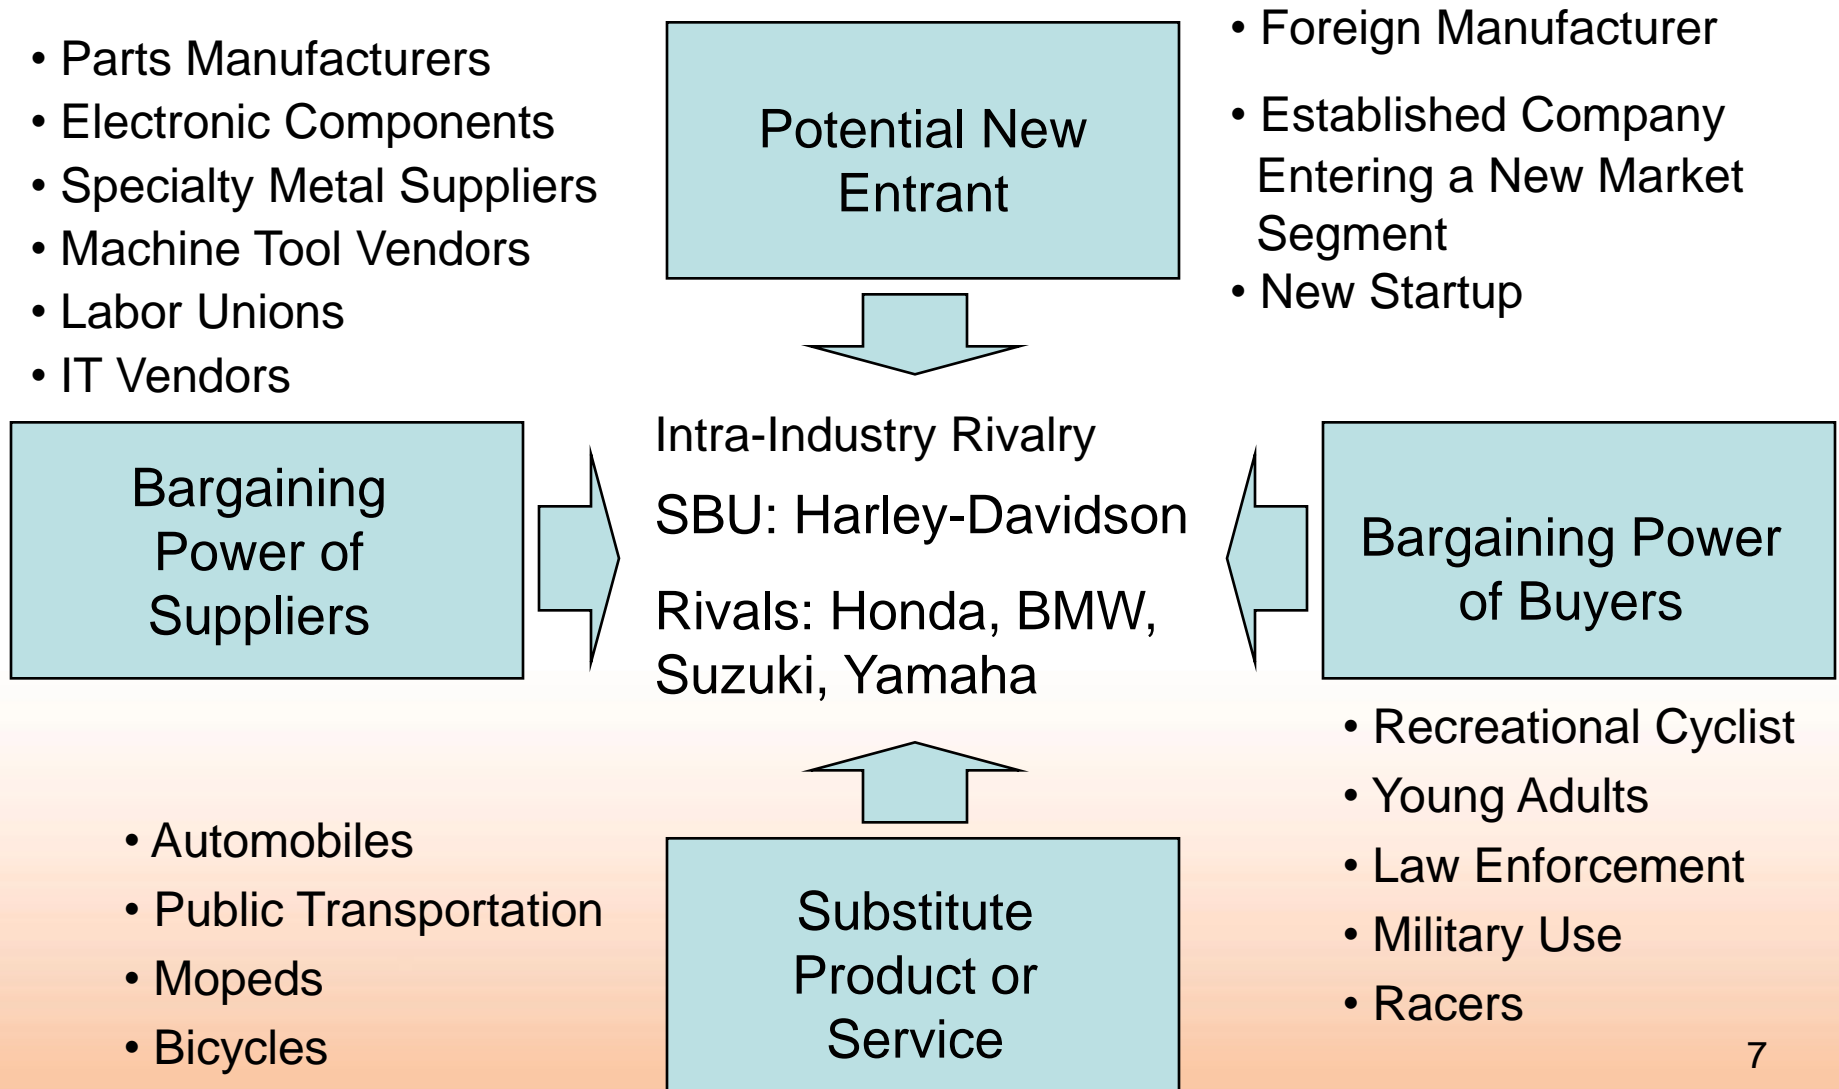 • Parts Manufacturers
• Electronic Components
• Specialty Metal Suppliers
• Machine Tool Vendors
• Labor Unions
• IT Vendors
Potential New
Entrant
• Foreign Manufacturer
• Established Company
Entering a New Market
Segment
• New Startup
Bargaining
Power of
Suppliers
Intra-Industry Rivalry
SBU: Harley-Davidson
Rivals: Honda, BMW,
Suzuki, Yamaha
Bargaining Power
of Buyers
• Recreational Cyclist
• Young Adults
• Law Enforcement
• Military Use
• Racers
• Automobiles
• Public Transportation
• Mopeds
• Bicycles
Substitute
Product or
Service
7